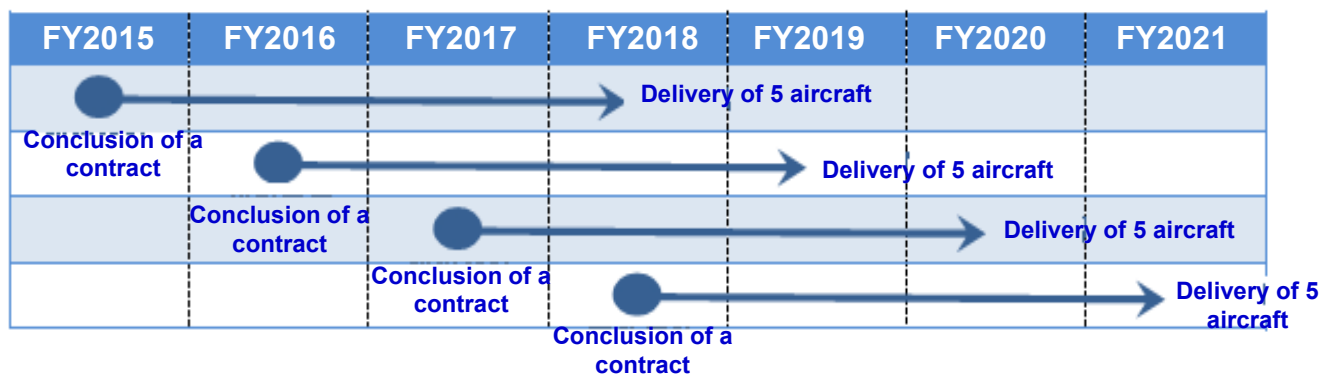 FY2015 FY2016 FY2017 FY2018 FY2019 FY2020 FY2021
Delivery of 5 aircraft
Conclusion of a
contract
Delivery of 5 aircraft
Conclusion of a
contract
Delivery of 5 aircraft
Conclusion of a
contract
Delivery of 5
aircraft
Conclusion of a
contract